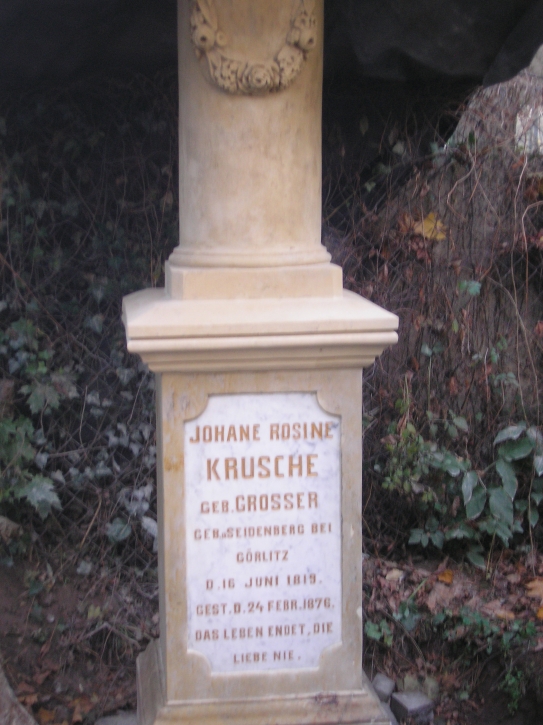 JOHANE ROSINE
KRUSCHE
GEB. GROSSER
GEB. SEIDENBERG BEI
GÖRLITZ
D. 16 JUNI 1819.
GEST. D. 24 FEBR. 1876.
DAS LEBEN ENDET, DIE
LIEBE NIE.